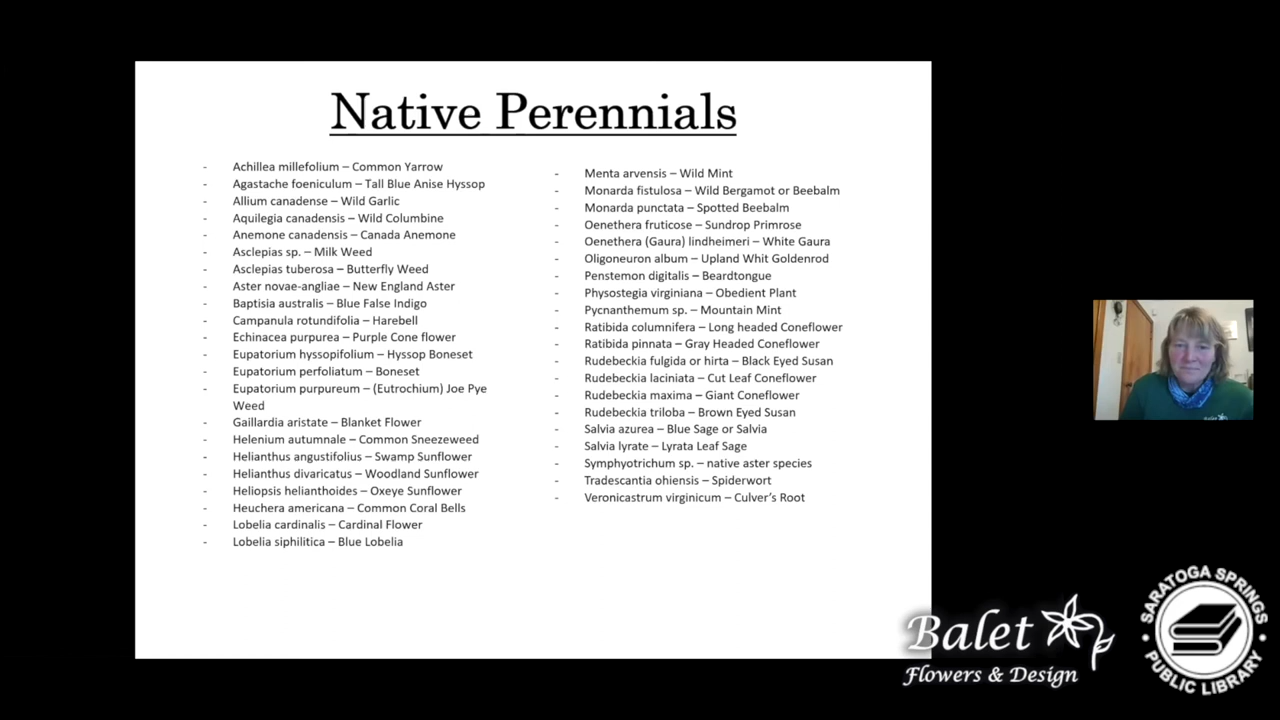 Native Perennials
- Achillea millefolium – Common Yarrow
- Agastache foeniculum – Tall Blue Anise Hyssop
- Allium canadense – Wild Garlic
- Aquilegia canadensis – Wild Columbine
- Anemone canadensis – Canada Anemone
- Asclepias sp. – Milk Weed
- Asclepias tuberosa – Butterfly Weed
- Aster novae-angliae – New England Aster
- Baptisia australis – Blue False Indigo
- Campanula rotundifolia – Harebell
- Echinacea purpurea – Purple Cone flower
- Eupatorium hyssopifolium – Hyssop Boneset
- Eupatorium perfoliatum – Boneset
- Eupatorium purpureum – (Eutrochium) Joe Pye
Weed
- Gaillardia aristate – Blanket Flower
- Helenium autumnale – Common Sneezeweed
- Helianthus angustifolius – Swamp Sunflower
- Helianthus divaricatus – Woodland Sunflower
- Heliopsis helianthoides – Oxeye Sunflower
- Heuchera americana – Common Coral Bells
- Lobelia cardinalis – Cardinal Flower
- Lobelia siphilitica – Blue Lobelia
- Menta arvensis – Wild Mint
- Monarda fistulosa – Wild Bergamot or Beebalm
- Monarda punctata – Spotted Beebalm
- Oenethera fruticose – Sundrop Primrose
- Oenethera (Gaura) lindheimeri – White Gaura
- Oligoneuron album – Upland Whit Goldenrod
- Penstemon digitalis – Beardtongue
- Physostegia virginiana – Obedient Plant
- Pycnanthemum sp. – Mountain Mint
- Ratibida columnifera – Long headed Coneflower
- Ratibida pinnata – Gray Headed Coneflower
- Rudebeckia fulgida or hirta – Black Eyed Susan
- Rudebeckia laciniata – Cut Leaf Coneflower
- Rudebeckia maxima – Giant Coneflower
- Rudebeckia triloba – Brown Eyed Susan
- Salvia azurea – Blue Sage or Salvia
- Salvia lyrate – Lyrata Leaf Sage
- Symphyotrichum sp. – native aster species
- Tradescantia ohiensis – Spiderwort
- Veronicastrum virginicum – Culver's Root
Balet
Balet
Flowers & Design
SARATOGA SPRINGS
PUBLIC LIBRARY